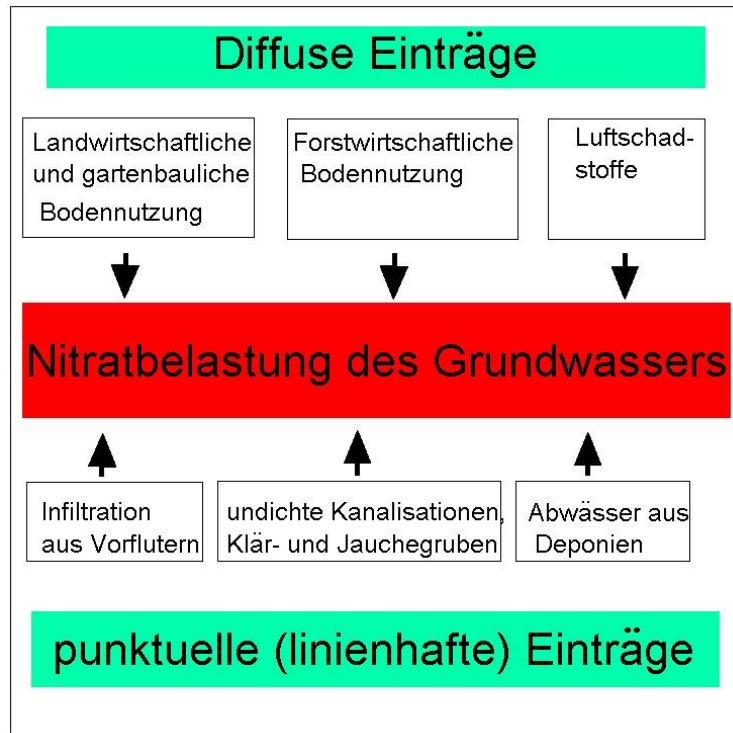 Diffuse Einträge
Landwirtschaftliche
und gartenbauliche
Bodennutzung
Forstwirtschaftliche
Bodennutzung
Luftschad-
stoffe
Nitratbelastung des Grundwassers
Infiltration
aus Vorflutern
undichte Kanalisationen,
Klär- und Jauchegruben
Abwässer aus
Deponien
punktuelle (linienhafte) Einträge